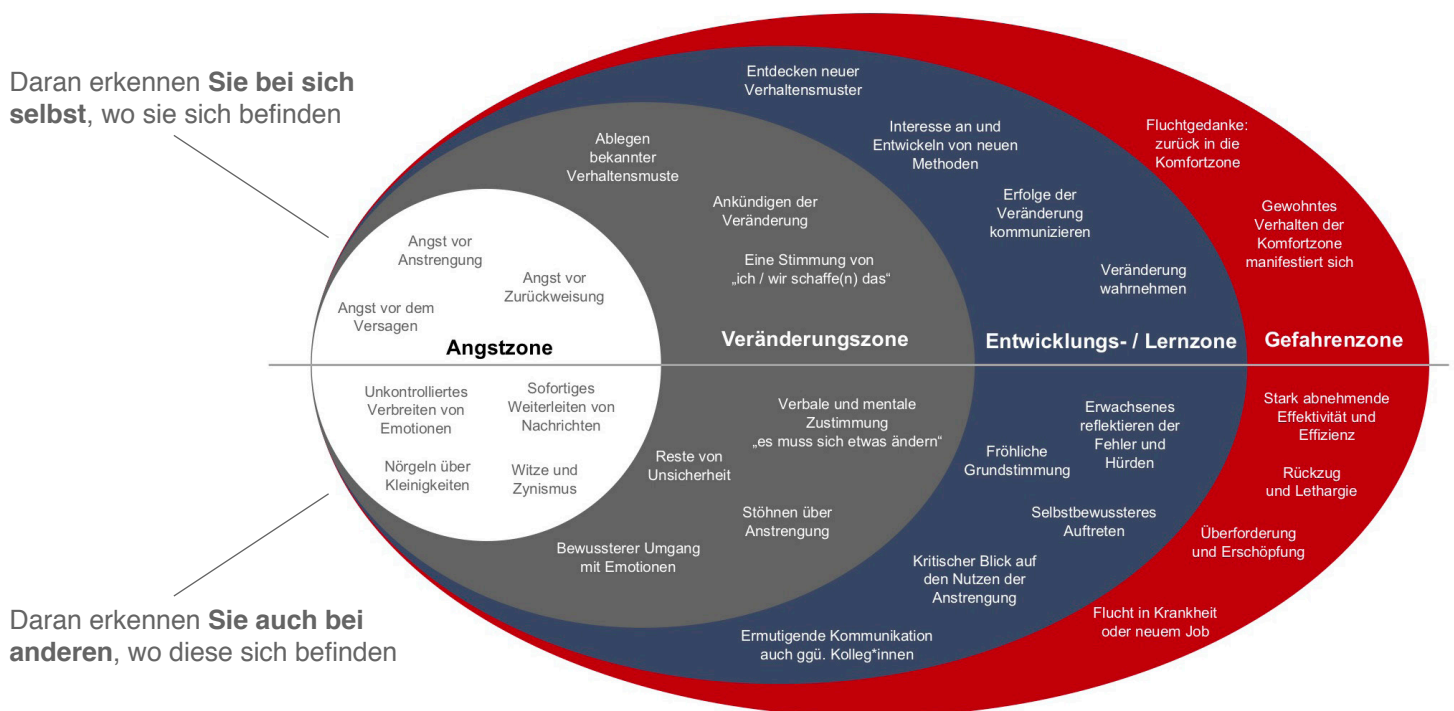 Daran erkennen Sie bei sich
selbst, wo sie sich befinden
Angst vor
Anstrengung
Angst vor
Zurückweisung
Angst vor dem
Versagen
Angstzone
Unkontrolliertes
Verbreiten von
Emotionen
Sofortiges
Weiterleiten von
Nachrichten
Nörgeln über
Kleinigkeiten
Witze und
Zynismus
Ablegen
bekannter
Verhaltensmuste
Ankündigen der
Veränderung
Eine Stimmung von
„ich / wir schaffe(n) das“
Veränderungszone
Verbale und mentale
Zustimmung
„es muss sich etwas ändern“
Reste von
Unsicherheit
Stöhnen über
Anstrengung
Bewussterer Umgang
mit Emotionen
Entdecken neuer
Verhaltensmuster
Interesse an und
Entwickeln von neuen
Methoden
Erfolge der
Veränderung
kommunizieren
Veränderung
wahrnehmen
Entwicklungs- / Lernzone
Erwachsenes
reflektieren der
Fehler und
Hürden
Fröhliche
Grundstimmung
Selbstbewussteres
Auftreten
Kritischer Blick auf
den Nutzen der
Anstrengung
Ermutigende Kommunikation
auch ggü. Kolleg*innen
Fluchtgedanke:
zurück in die
Komfortzone
Gewohntes
Verhalten der
Komfortzone
manifestiert sich
Gefahrenzone
Stark abnehmende
Effektivität und
Effizienz
Rückzug
und Lethargie
Überforderung
und Erschöpfung
Flucht in Krankheit
oder neuem Job
Daran erkennen Sie auch bei
anderen, wo diese sich befinden